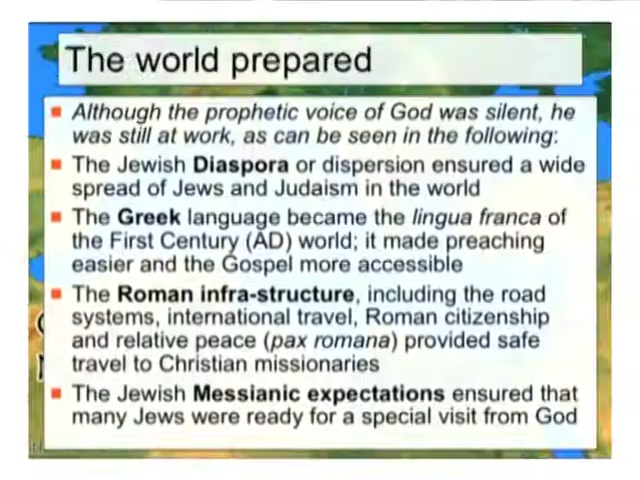 The world prepared
Although the prophetic voice of God was silent, he
was still at work, as can be seen in the following:
The Jewish Diaspora or dispersion ensured a wide
spread of Jews and Judaism in the world
The Greek language became the lingua franca of
the First Century (AD) world; it made preaching
easier and the Gospel more accessible
The Roman infra-structure, including the road
systems, international travel, Roman citizenship
and relative peace (pax romana) provided safe
travel to Christian missionaries
The Jewish Messianic expectations ensured that
many Jews were ready for a special visit from God